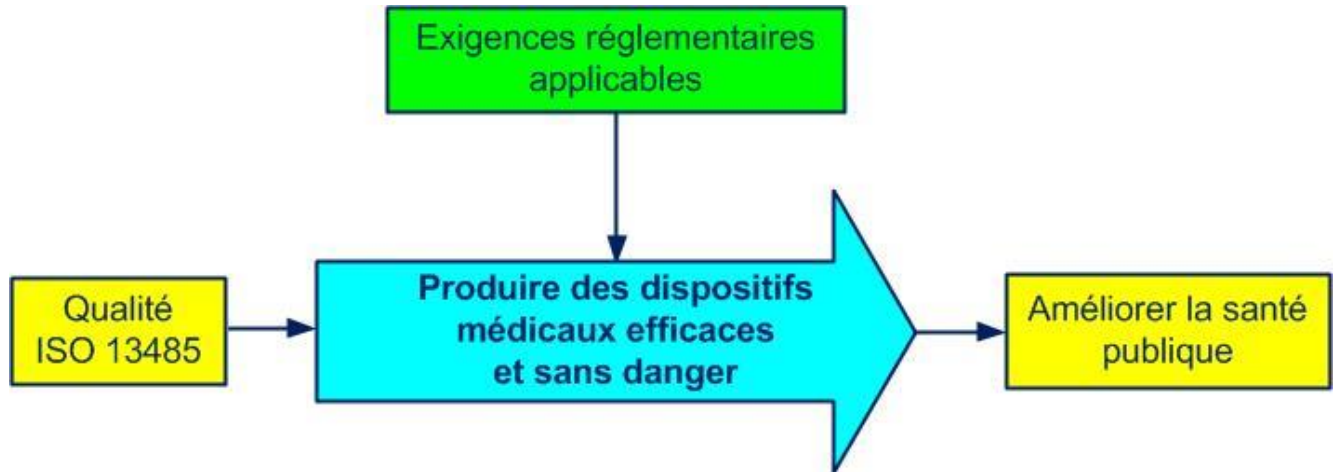 Exigences réglementaires
applicables
Qualité
ISO 13485
Produire des dispositifs
médicaux efficaces
et sans danger
Améliorer la santé
publique